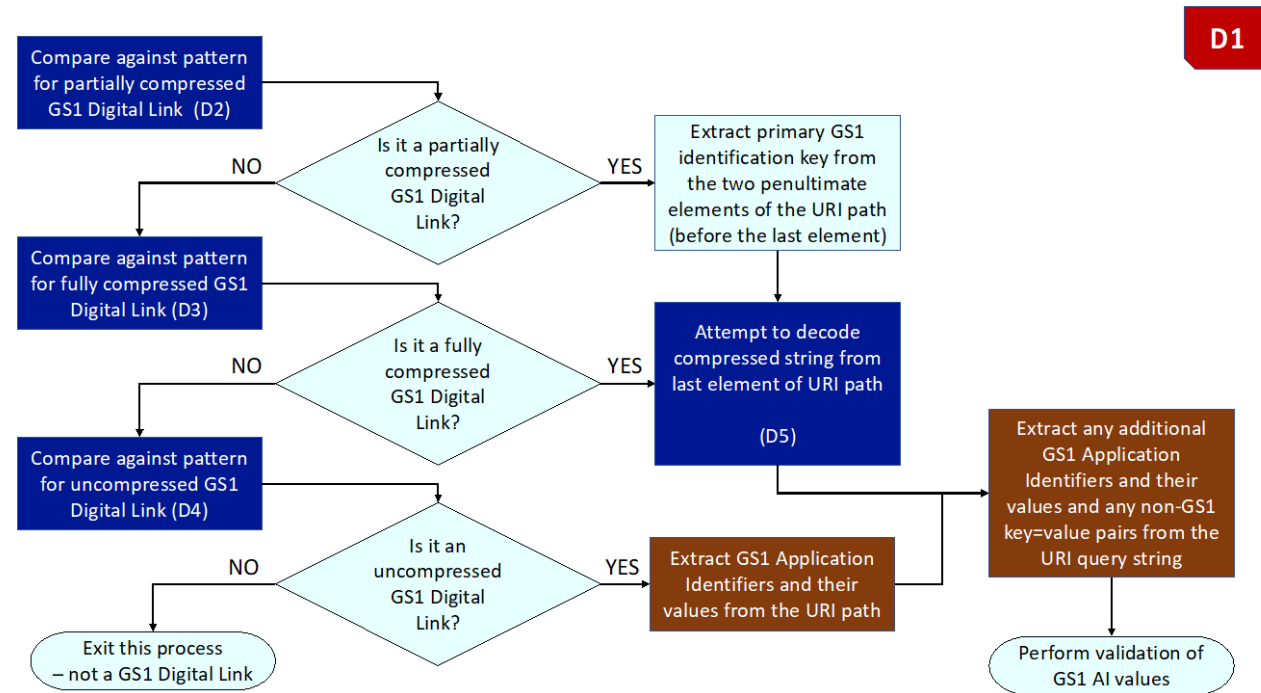 D1
Compare against pattern
for partially compressed
GS1 Digital Link  (D2)
Is it a partially
compressed
GS1 Digital
Link?
NO
YES
Extract primary GS1
identification key from
the two penultimate
elements of the URI path
(before the last element)
Compare against pattern
for fully compressed GS1
Digital Link (D3)
Is it a fully
compressed
GS1 Digital
Link?
NO
YES
Attempt to decode
compressed string from
last element of URI path
(D5)
Compare against pattern
for uncompressed GS1
Digital Link (D4)
Is it an
uncompressed
GS1 Digital
Link?
NO
YES
Extract GS1 Application
Identifiers and their
values from the URI path
Extract any additional
GS1 Application
Identifiers and their
values and any non-GS1
key=value pairs from the
URI query string
Exit this process
– not a GS1 Digital Link
Perform validation of
GS1 AI values